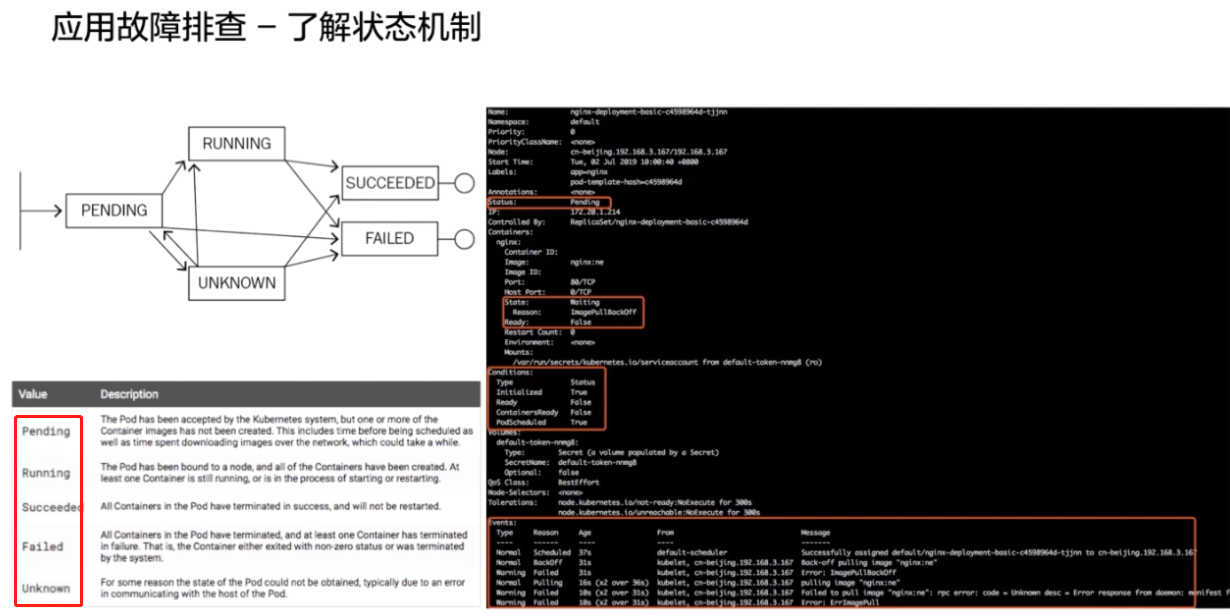 应用故障排查 – 了解状态机制
RUNNING
SUCCEEDED
PENDING
FAILED
UNKNOWN
Value Description
Pending The Pod has been accepted by the Kubernetes system, but one or more of the
Container images has not been created. This includes time before being scheduled as
well as time spent downloading images over the network, which could take a while.
Running The Pod has been bound to a node, and all of the Containers have been created. At
least one Container is still running, or is in the process of starting or restarting.
Succeeded All Containers in the Pod have terminated in success, and will not be restarted.
Failed All Containers in the Pod have terminated, and at least one Container has terminated
in failure. That is, the Container either exited with non-zero status or was terminated
by the system.
Unknown For some reason the state of the Pod could not be obtained, typically due to an error
in communicating with the host of the Pod.
Name: nginx-deployment-basic-c4598964d-tjjnn
Namespace: default
Priority: 0
PriorityClassName: <none>
Node: cn-beijing.192.168.3.167/192.168.3.167
Start Time: Tue, 02 Jul 2019 10:00:40 +0800
Labels: app=nginx
pod-template-hash=c4598964d
Annotations: <none>
Status: Pending
IP: 172.20.1.214
Controlled By: ReplicaSet/nginx-deployment-basic-c4598964d
Containers:
nginx:
Container ID:
Image: nginx:ne
Image ID:
Port: 80/TCP
Host Port: 0/TCP
State: Waiting
Reason: ImagePullBackOff
Ready: False
Restart Count: 0
Environment: <none>
Mounts:
/var/run/secrets/kubernetes.io/serviceaccount from default-token-nnmg8 (ro)
Conditions:
Type Status
Initialized True
Ready False
ContainersReady False
PodScheduled True
Volumes:
default-token-nnmg8:
Type: Secret (a volume populated by a Secret)
SecretName: default-token-nnmg8
Optional: false
QoS Class: BestEffort
Node-Selectors: <none>
Tolerations: node.kubernetes.io/not-ready:NoExecute for 300s
node.kubernetes.io/unreachable:NoExecute for 300s
Events:
Type Reason Age From Message
---- ------ ---- ---- -------
Normal Scheduled 37s default-scheduler Successfully assigned default/nginx-deployment-basic-c4598964d-tjjnn to cn-beijing.192.168.3.167
Normal BackOff 31s kubelet, cn-beijing.192.168.3.167 Back-off pulling image "nginx:ne"
Warning Failed 31s kubelet, cn-beijing.192.168.3.167 Error: ImagePullBackOff
Normal Pulling 16s (x2 over 36s) kubelet, cn-beijing.192.168.3.167 pulling image "nginx:ne"
Warning Failed 10s (x2 over 31s) kubelet, cn-beijing.192.168.3.167 Failed to pull image "nginx:ne": rpc error: code = Unknown desc = Error response from daemon: manifest
Warning Failed 10s (x2 over 31s) kubelet, cn-beijing.192.168.3.167 Error: ErrImagePull